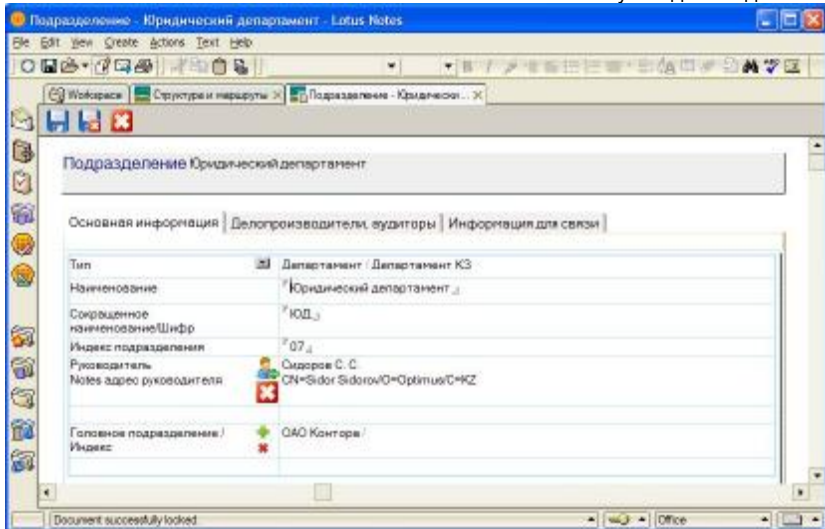 Подразделение - Юридический департамент - Lotus Notes
File Edit View Create Actions Text Help
Workspace Структура и маршруты Подразделение - Юридически...
Подразделение Юридический департамент
Основная информация Делопроизводители, аудиторы Информация для связи
Тип Департамент / Департамент КЗ
Наименование Юридический департамент
Сокращенное наименование/Шифр ЮД
Индекс подразделения 07
Руководитель Сидоров С. С.
Notes адрес руководителя CN=Sidor Sidorov/O=Optimus/C=KZ
Головное подразделение / Индекс ОАО Контора /
Document successfully locked. Office